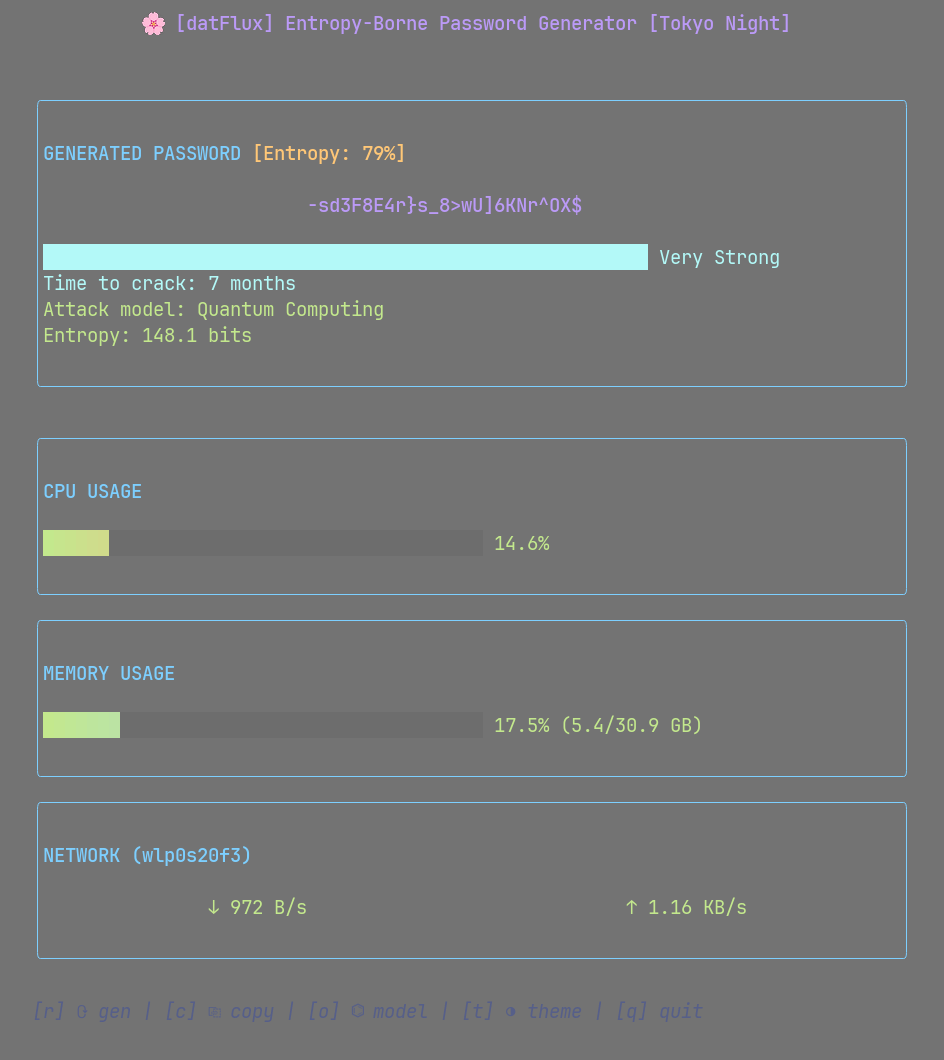 🌸 [datFlux] Entropy-Borne Password Generator [Tokyo Night]
GENERATED PASSWORD [Entropy: 79%]
-sd3F8E4r}s_8>wU]6KNr^OX$
Very Strong
Time to crack: 7 months
Attack model: Quantum Computing
Entropy: 148.1 bits
CPU USAGE
14.6%
MEMORY USAGE
17.5% (5.4/30.9 GB)
NETWORK (wlp0s20f3)
↓ 972 B/s ↑ 1.16 KB/s
[r] gen | [c] copy | [o] model | [t] theme | [q] quit